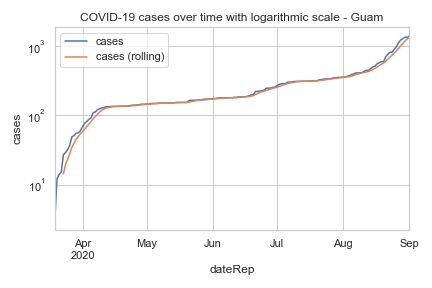 COVID-19 cases over time with logarithmic scale - Guam
cases
cases (rolling)
10³
10²
10¹
cases
Apr May Jun Jul Aug Sep
2020
dateRep